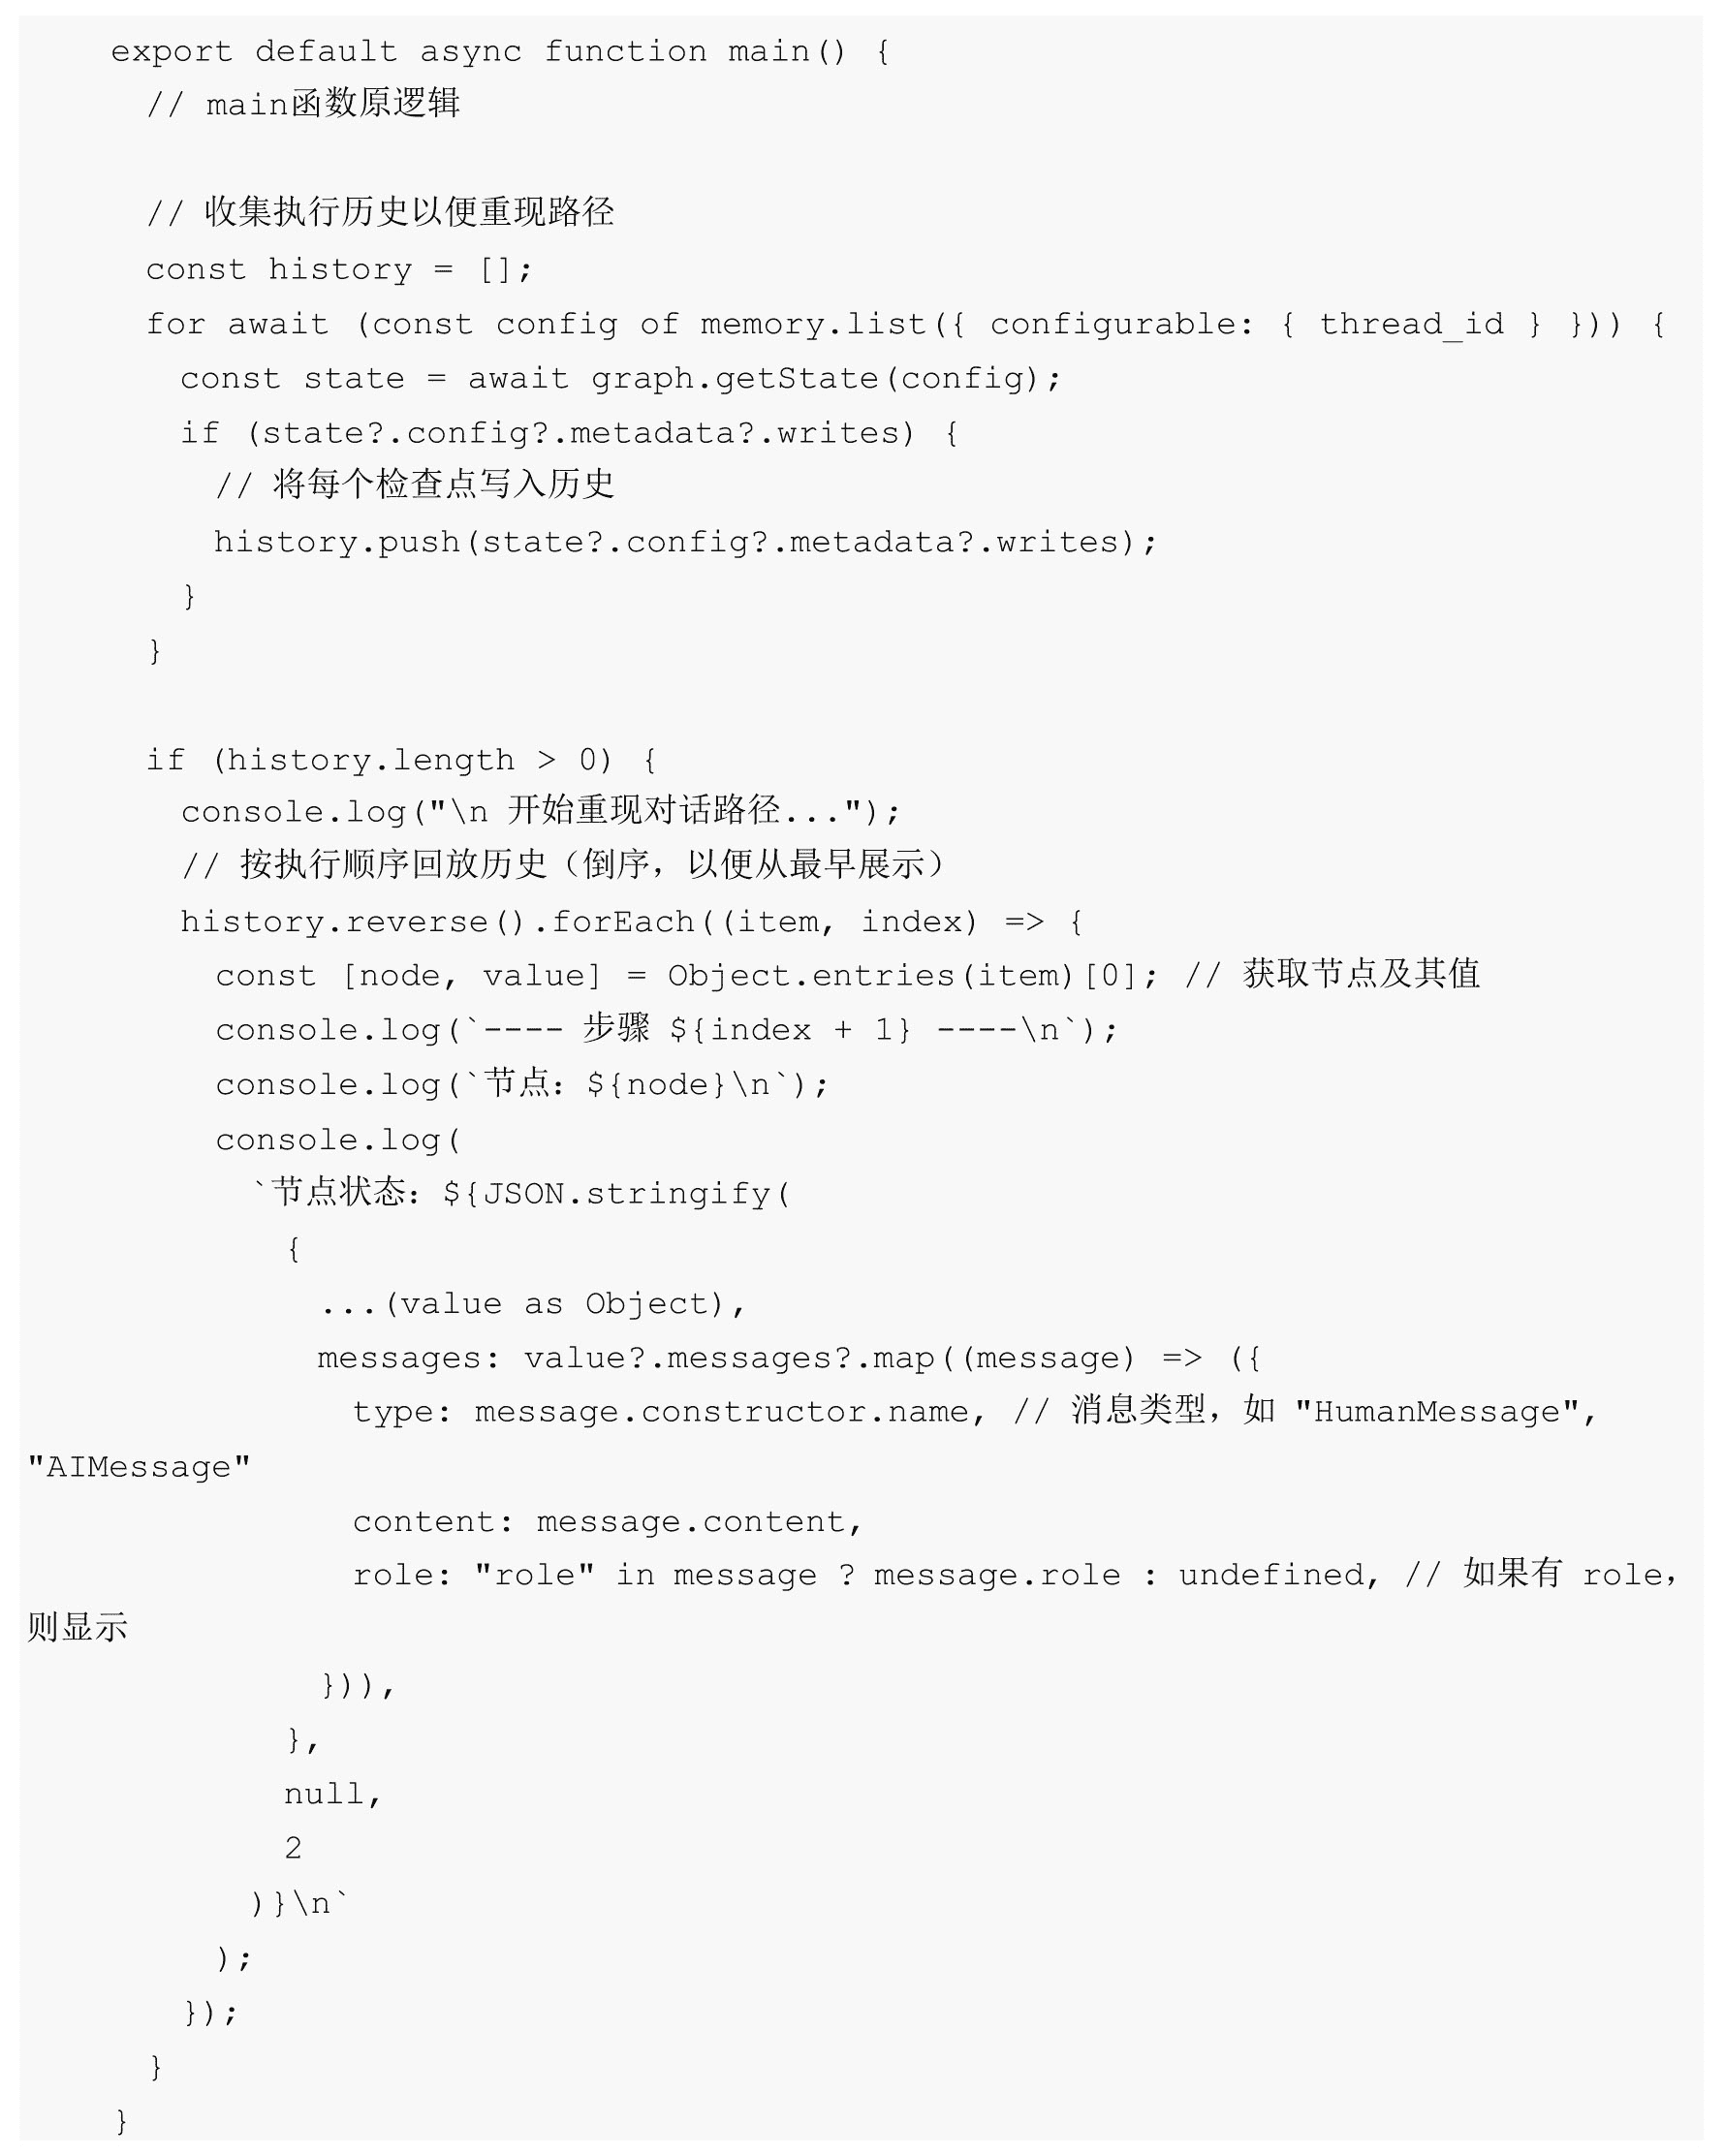 export default async function main() {
// main函数原逻辑
// 收集执行历史以便重现路径
const history = [];
for await (const config of memory.list({ configurable: { thread_id } })) {
const state = await graph.getState(config);
if (state?.config?.metadata?.writes) {
// 将每个检查点写入历史
history.push(state?.config?.metadata?.writes);
}
}
if (history.length > 0) {
console.log("\n 开始重现对话路径...");
// 按执行顺序回放历史（倒序，以便从最早展示）
history.reverse().forEach((item, index) => {
const [node, value] = Object.entries(item)[0]; // 获取节点及其值
console.log(`---- 步骤 ${index + 1} ----\n`);
console.log(`节点：${node}\n`);
console.log(
`节点状态：${JSON.stringify(
{
...(value as Object),
messages: value?.messages?.map((message) => ({
type: message.constructor.name, // 消息类型，如 "HumanMessage",
"AIMessage"
content: message.content,
role: "role" in message ? message.role : undefined, // 如果有 role，
则显示
})),
},
null,
2
)}\n`
);
});
}
}